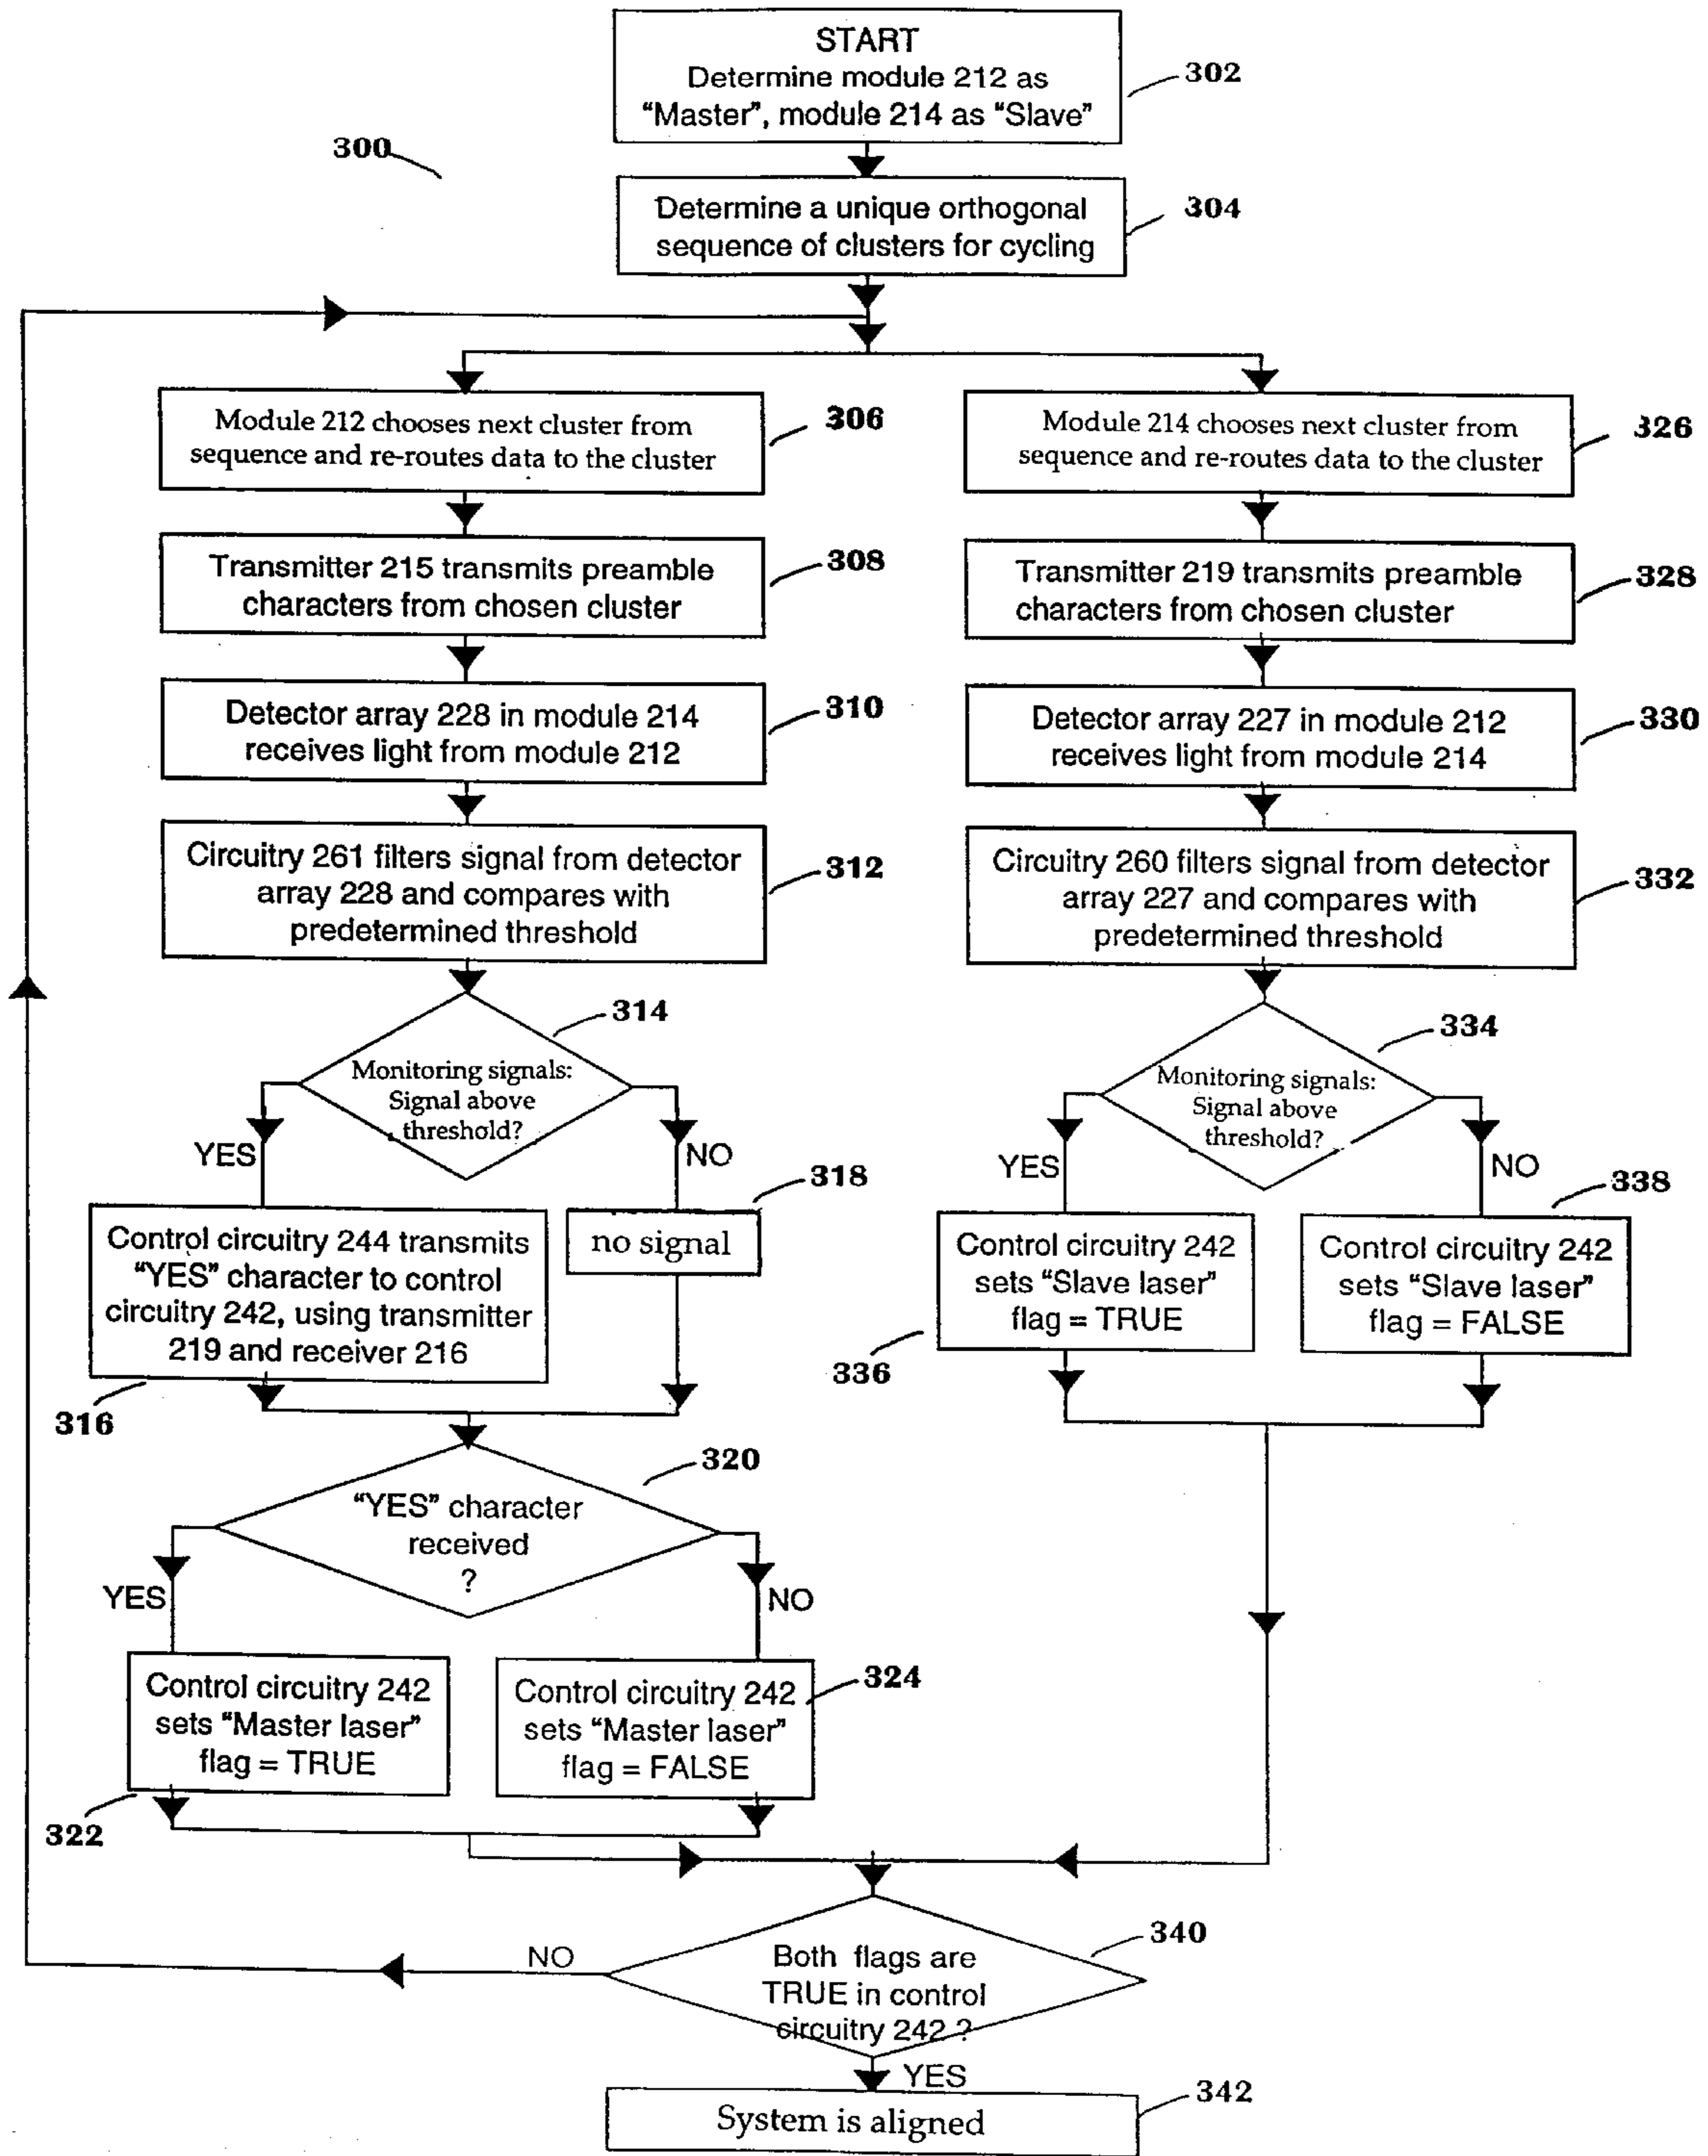 START
Determine module 212 as
“Master”, module 214 as “Slave”
302
300
Determine a unique orthogonal
sequence of clusters for cycling
304
Module 212 chooses next cluster from
sequence and re-routes data to the cluster
306
Module 214 chooses next cluster from
sequence and re-routes data to the cluster
326
Transmitter 215 transmits preamble
characters from chosen cluster
308
Transmitter 219 transmits preamble
characters from chosen cluster
328
Detector array 228 in module 214
receives light from module 212
310
Detector array 227 in module 212
receives light from module 214
330
Circuitry 261 filters signal from detector
array 228 and compares with
predetermined threshold
312
Circuitry 260 filters signal from detector
array 227 and compares with
predetermined threshold
332
314
Monitoring signals:
Signal above
threshold?
YES
NO
334
Monitoring signals:
Signal above
threshold?
YES
NO
Control circuitry 244 transmits
“YES” character to control
circuitry 242, using transmitter
219 and receiver 216
316
318
no signal
Control circuitry 242
sets “Slave laser”
flag = TRUE
336
338
Control circuitry 242
sets “Slave laser”
flag = FALSE
320
“YES” character
received
?
YES
NO
Control circuitry 242
sets “Master laser”
flag = TRUE
322
Control circuitry 242
sets “Master laser”
flag = FALSE
324
340
Both flags are
TRUE in control
circuitry 242 ?
NO
YES
System is aligned
342